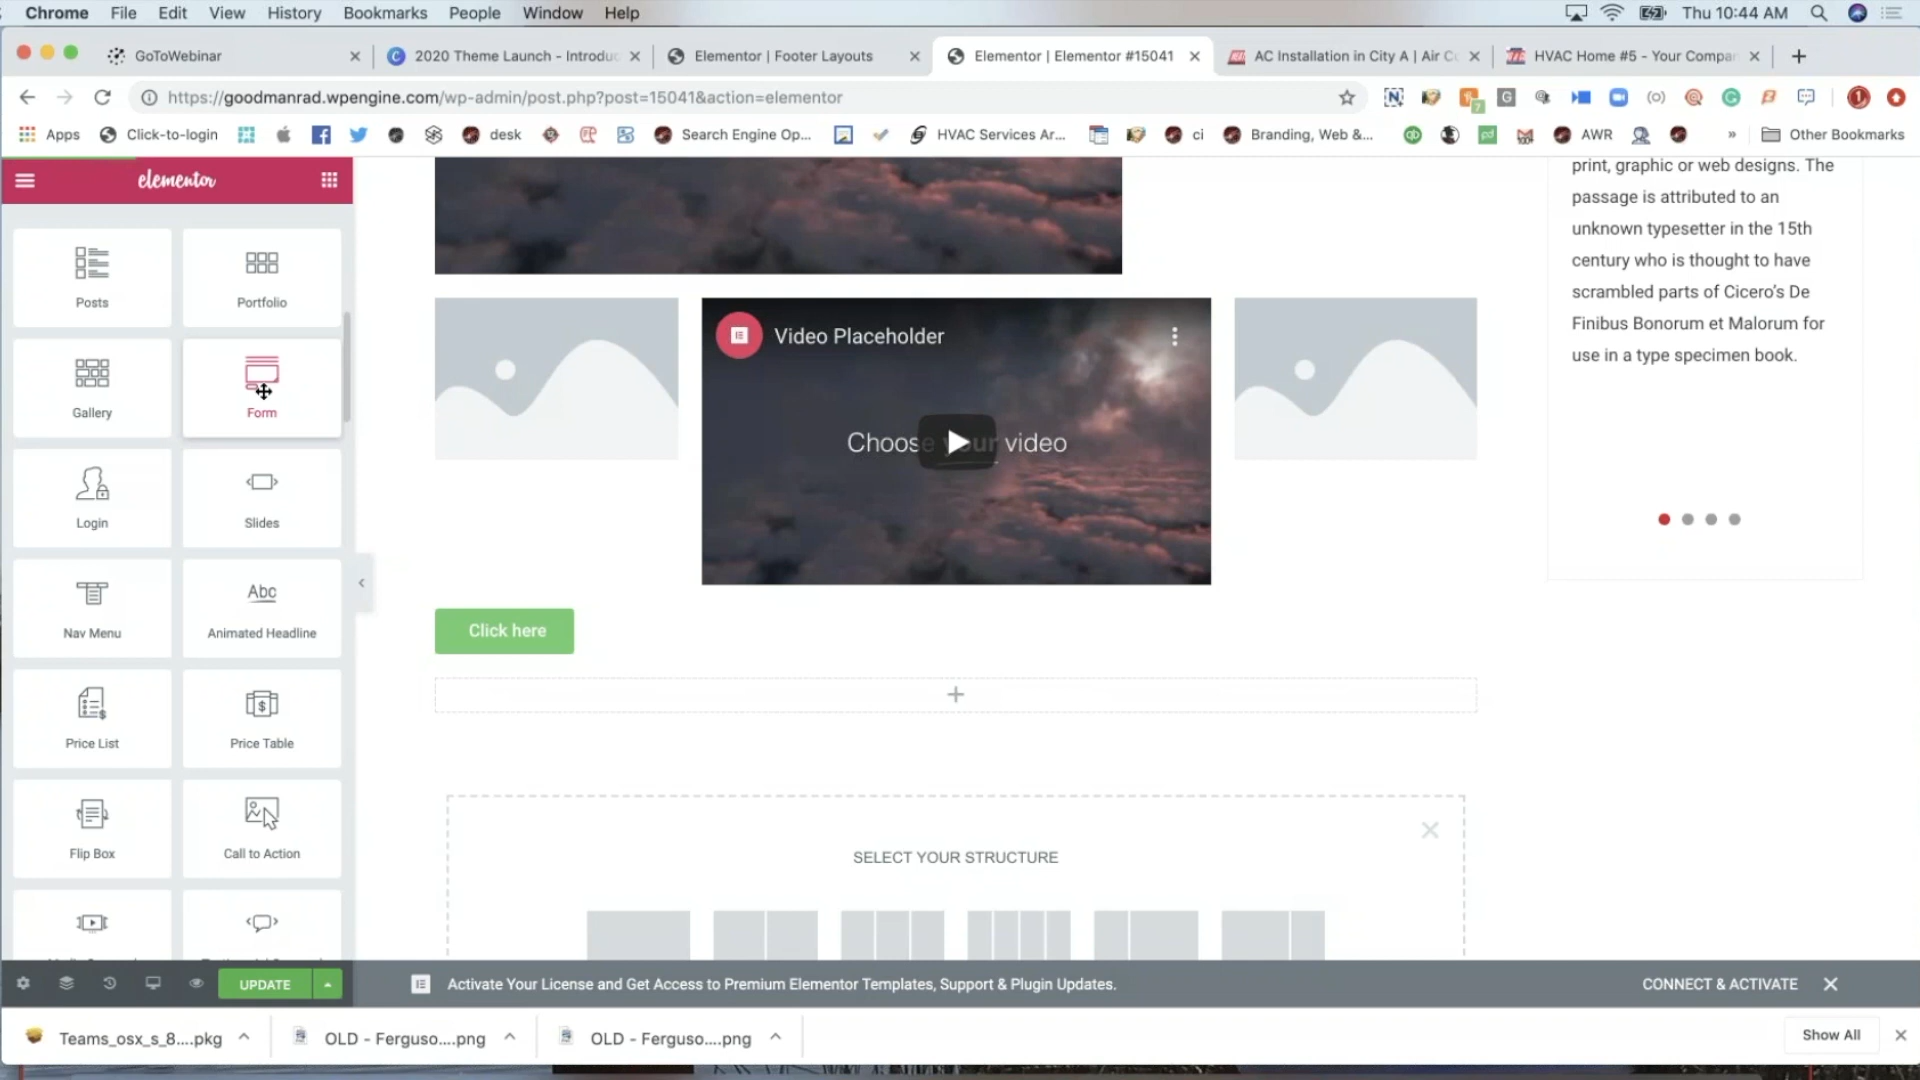 Chrome File Edit View History Bookmarks People Window Help Thu 10:44 AM
GoToWebinar 2020 Theme Launch - Introduc Elementor | Footer Layouts Elementor | Elementor #15041 AC Installation in City A | Air Co HVAC Home #5 - Your Compan
https://goodmanrad.wpengine.com/wp-admin/post.php?post=15041&action=elementor
Apps Click-to-login desk Search Engine Op... HVAC Services Ar... ci Branding, Web &... AWR » Other Bookmarks
elementor
Posts
Portfolio
Gallery
Form
Login
Slides
Nav Menu
Abc
Animated Headline
Price List
Price Table
Flip Box
Call to Action
Video Placeholder
Choose your video
Click here
SELECT YOUR STRUCTURE
print, graphic or web designs. The
passage is attributed to an
unknown typesetter in the 15th
century who is thought to have
scrambled parts of Cicero's De
Finibus Bonorum et Malorum for
use in a type specimen book.
UPDATE
Activate Your License and Get Access to Premium Elementor Templates, Support & Plugin Updates.
CONNECT & ACTIVATE
Teams_osx_s_8....pkg OLD - Ferguso....png OLD - Ferguso....png Show All